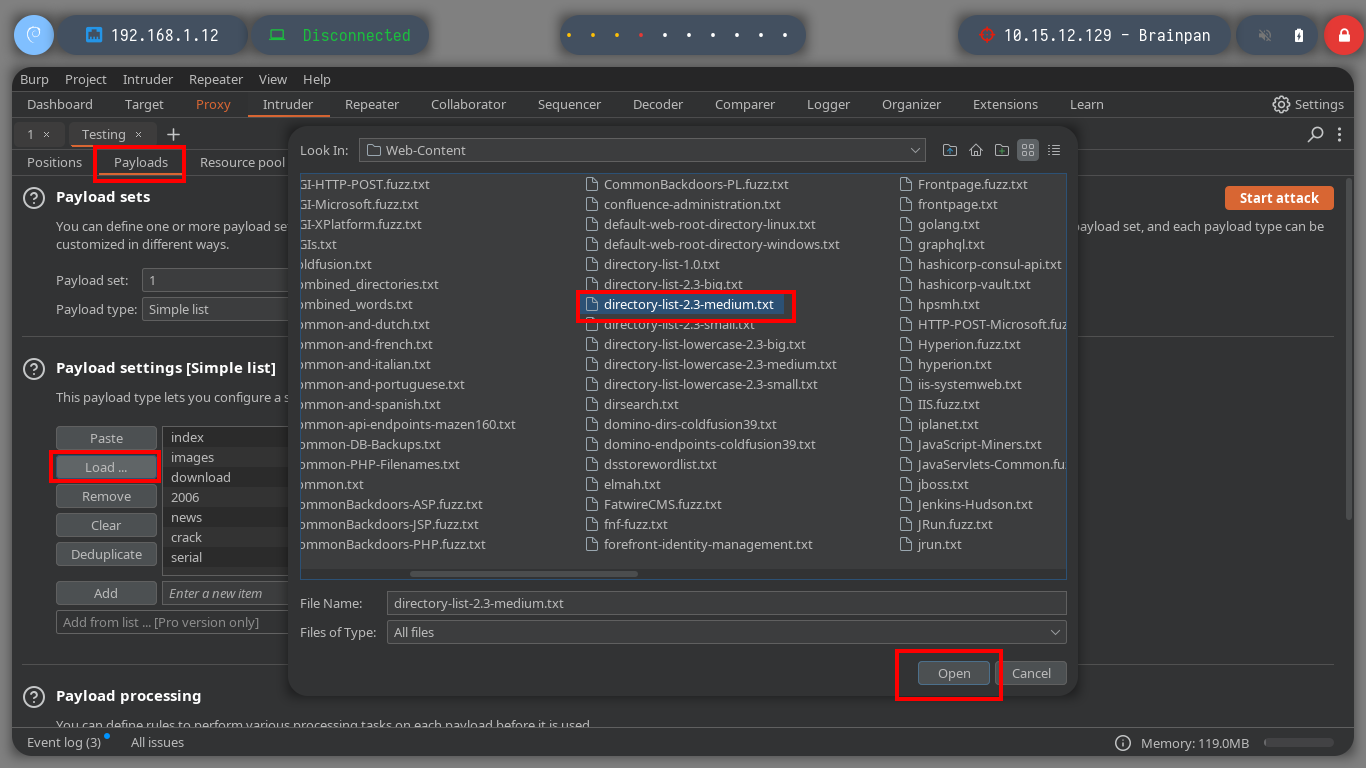 192.168.1.12
Disconnected
10.15.12.129 - Brainpan
Burp Project Intruder Repeater View Help
Dashboard Target Proxy Intruder Repeater Collaborator Sequencer Decoder Comparer Logger Organizer Extensions Learn Settings
1 × Testing × +
Positions Payloads Resource pool
Payload sets
Start attack
You can define one or more payload se
ayload set, and each payload type can be
customized in different ways.
Payload set: 1
Payload type: Simple list
Payload settings [Simple list]
This payload type lets you configure a s
Paste
Load ...
Remove
Clear
Deduplicate
Add
index
images
download
2006
news
crack
serial
Enter a new item
Add from list ... [Pro version only]
Payload processing
You can define rules to perform various processing tasks on each payload before it is used.
Look In: Web-Content
GI-HTTP-POST.fuzz.txt
GI-Microsoft.fuzz.txt
GI-XPlatform.fuzz.txt
GIs.txt
oldfusion.txt
ombined_directories.txt
ombined_words.txt
ommon-and-dutch.txt
ommon-and-french.txt
ommon-and-italian.txt
ommon-and-portuguese.txt
ommon-and-spanish.txt
ommon-api-endpoints-mazen160.txt
ommon-DB-Backups.txt
ommon-PHP-Filenames.txt
ommon.txt
ommonBackdoors-ASP.fuzz.txt
ommonBackdoors-JSP.fuzz.txt
ommonBackdoors-PHP.fuzz.txt
CommonBackdoors-PL.fuzz.txt
confluence-administration.txt
default-web-root-directory-linux.txt
default-web-root-directory-windows.txt
directory-list-1.0.txt
directory-list-2.3-big.txt
directory-list-2.3-medium.txt
directory-list-2.3-small.txt
directory-list-lowercase-2.3-big.txt
directory-list-lowercase-2.3-medium.txt
directory-list-lowercase-2.3-small.txt
dirsearch.txt
domino-dirs-coldfusion39.txt
domino-endpoints-coldfusion39.txt
dsstorewordlist.txt
elmah.txt
FatwireCMS.fuzz.txt
fnf-fuzz.txt
forefront-identity-management.txt
Frontpage.fuzz.txt
frontpage.txt
golang.txt
graphql.txt
hashicorp-consul-api.txt
hashicorp-vault.txt
hpsmh.txt
HTTP-POST-Microsoft.fuz
Hyperion.fuzz.txt
hyperion.txt
iis-systemweb.txt
IIS.fuzz.txt
iplanet.txt
JavaScript-Miners.txt
JavaServlets-Common.fu
jboss.txt
Jenkins-Hudson.txt
JRun.fuzz.txt
jrun.txt
File Name: directory-list-2.3-medium.txt
Files of Type: All files
Open Cancel
Event log (3) All issues
Memory: 119.0MB